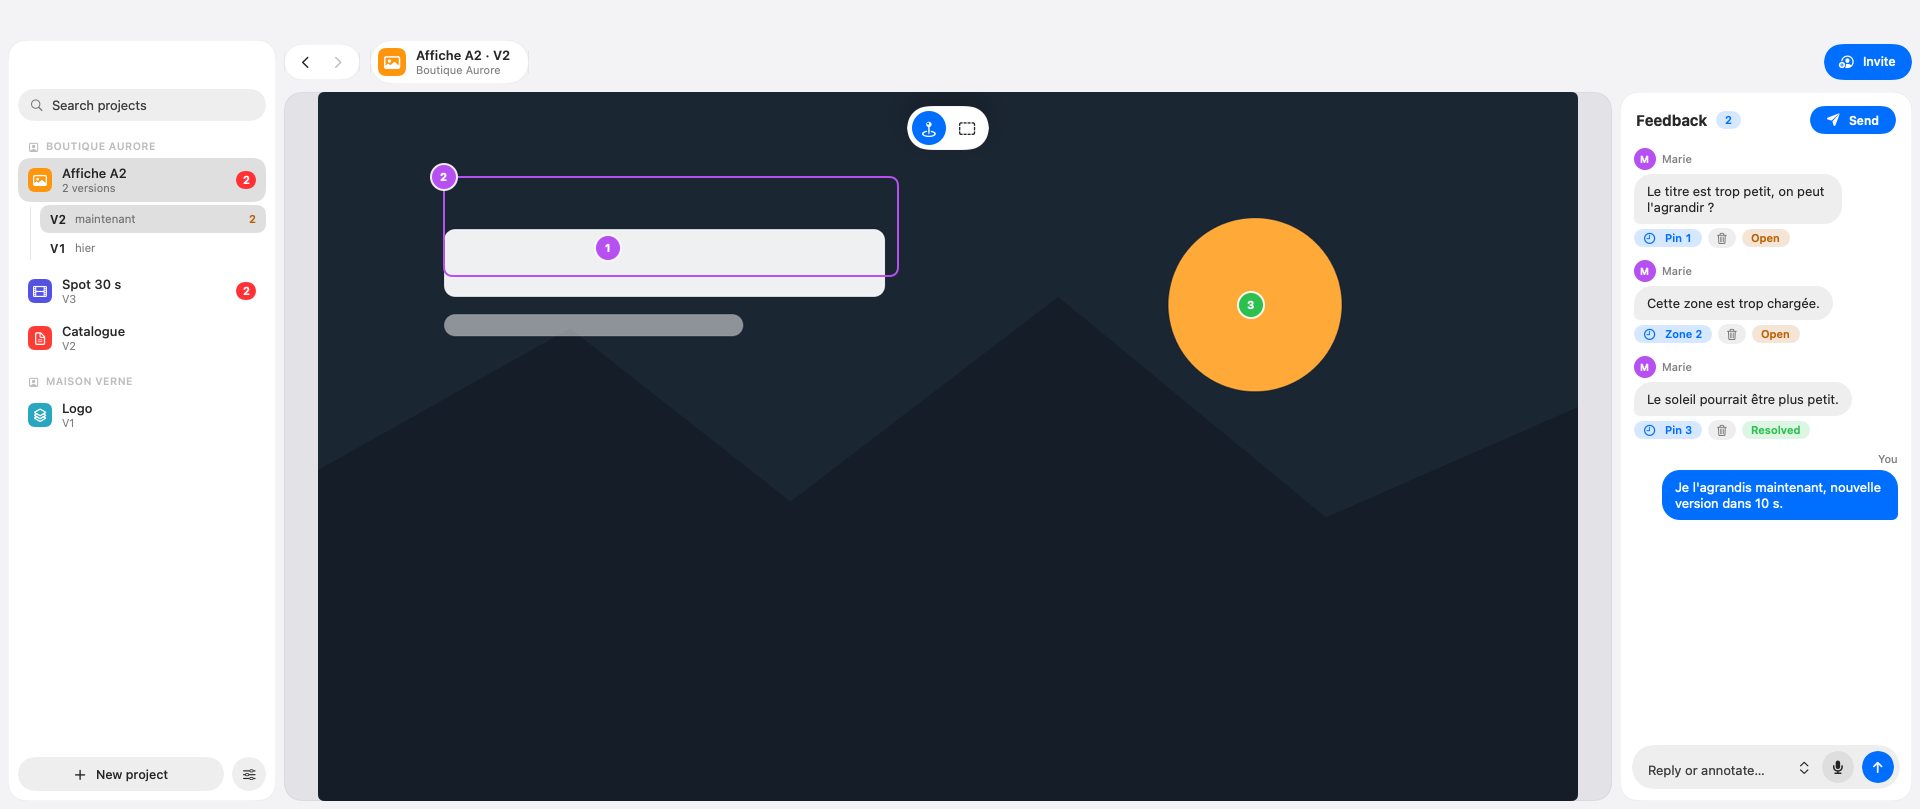 Search projects
BOUTIQUE AURORE
Affiche A2
2 versions
2
V2 maintenant 2
V1 hier
Spot 30 s
V3
2
Catalogue
V2
MAISON VERNE
Logo
V1
New project
Affiche A2 · V2
Boutique Aurore
Invite
2
1
3
Feedback 2
Send
M Marie
Le titre est trop petit, on peut
l'agrandir ?
Pin 1 Open
M Marie
Cette zone est trop chargée.
Zone 2 Open
M Marie
Le soleil pourrait être plus petit.
Pin 3 Resolved
You
Je l'agrandis maintenant, nouvelle
version dans 10 s.
Reply or annotate...